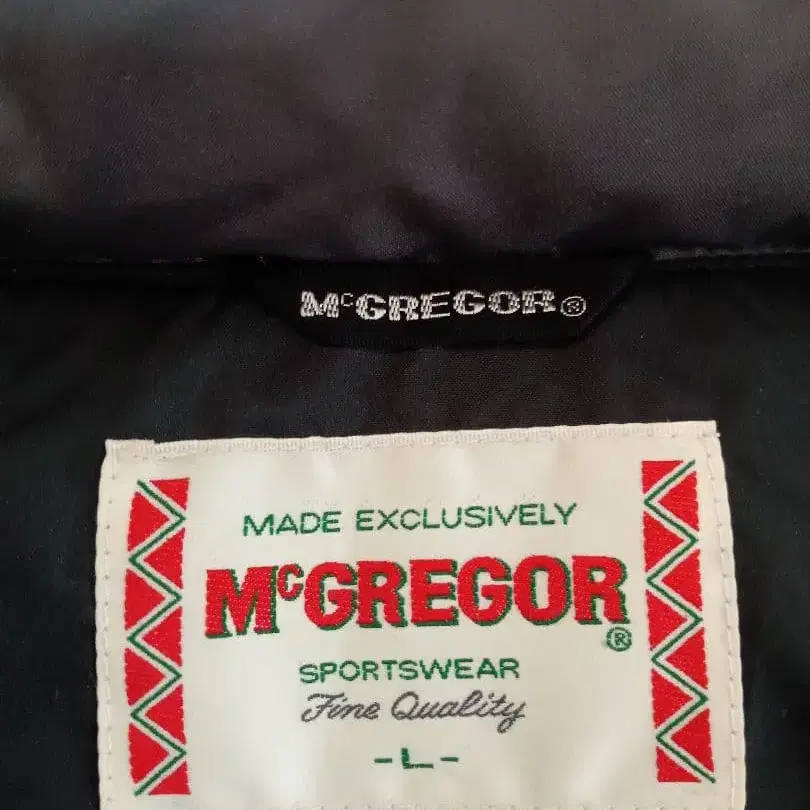 McGREGOR®
MADE EXCLUSIVELY
McGREGOR®
SPORTSWEAR
Fine Quality
-L-